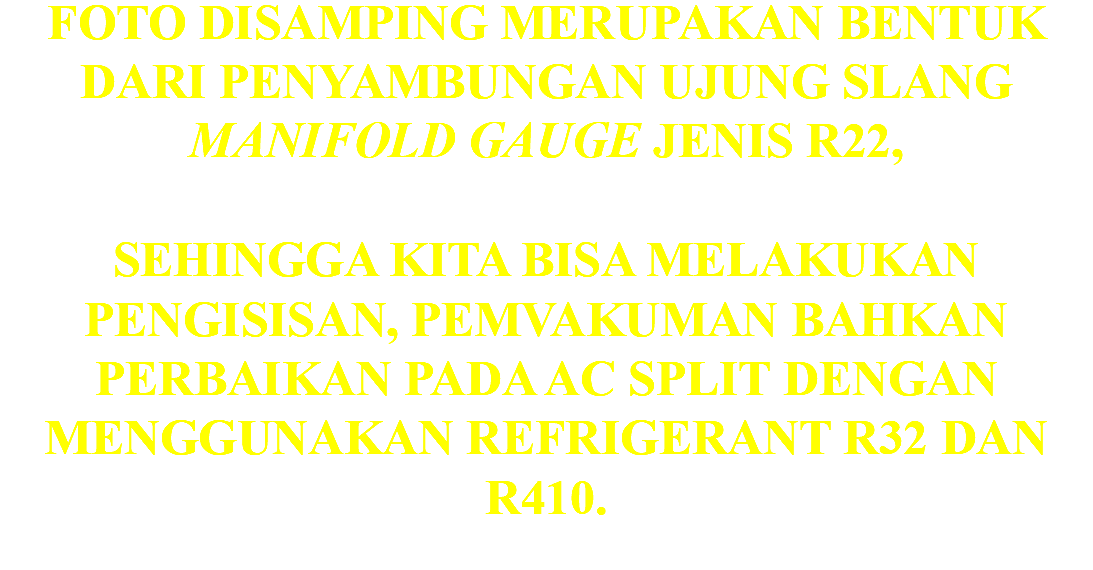 FOTO DISAMPING MERUPAKAN BENTUK
DARI PENYAMBUNGAN UJUNG SLANG
MANIFOLD GAUGE JENIS R22,
SEHINGGA KITA BISA MELAKUKAN
PENGISISAN, PEMVAKUMAN BAHKAN
PERBAIKAN PADA AC SPLIT DENGAN
MENGGUNAKAN REFRIGERANT R32 DAN
R410.